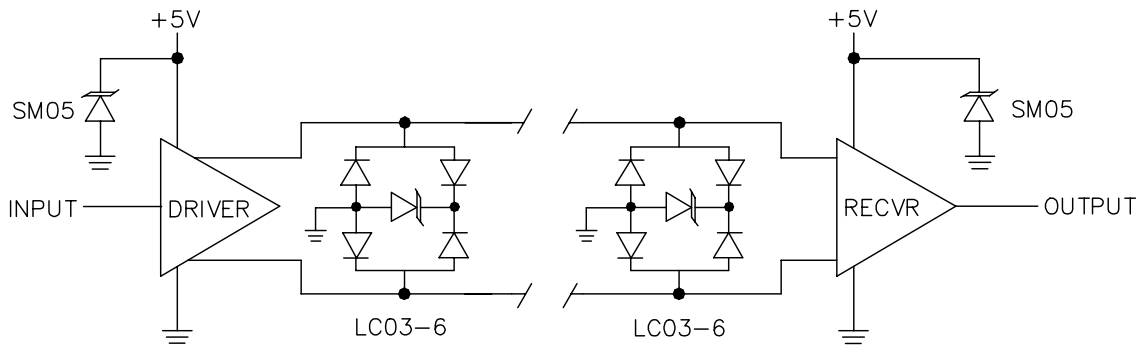 +5V
+5V
SM05
SM05
INPUT
DRIVER
RECVR
OUTPUT
LC03-6
LC03-6